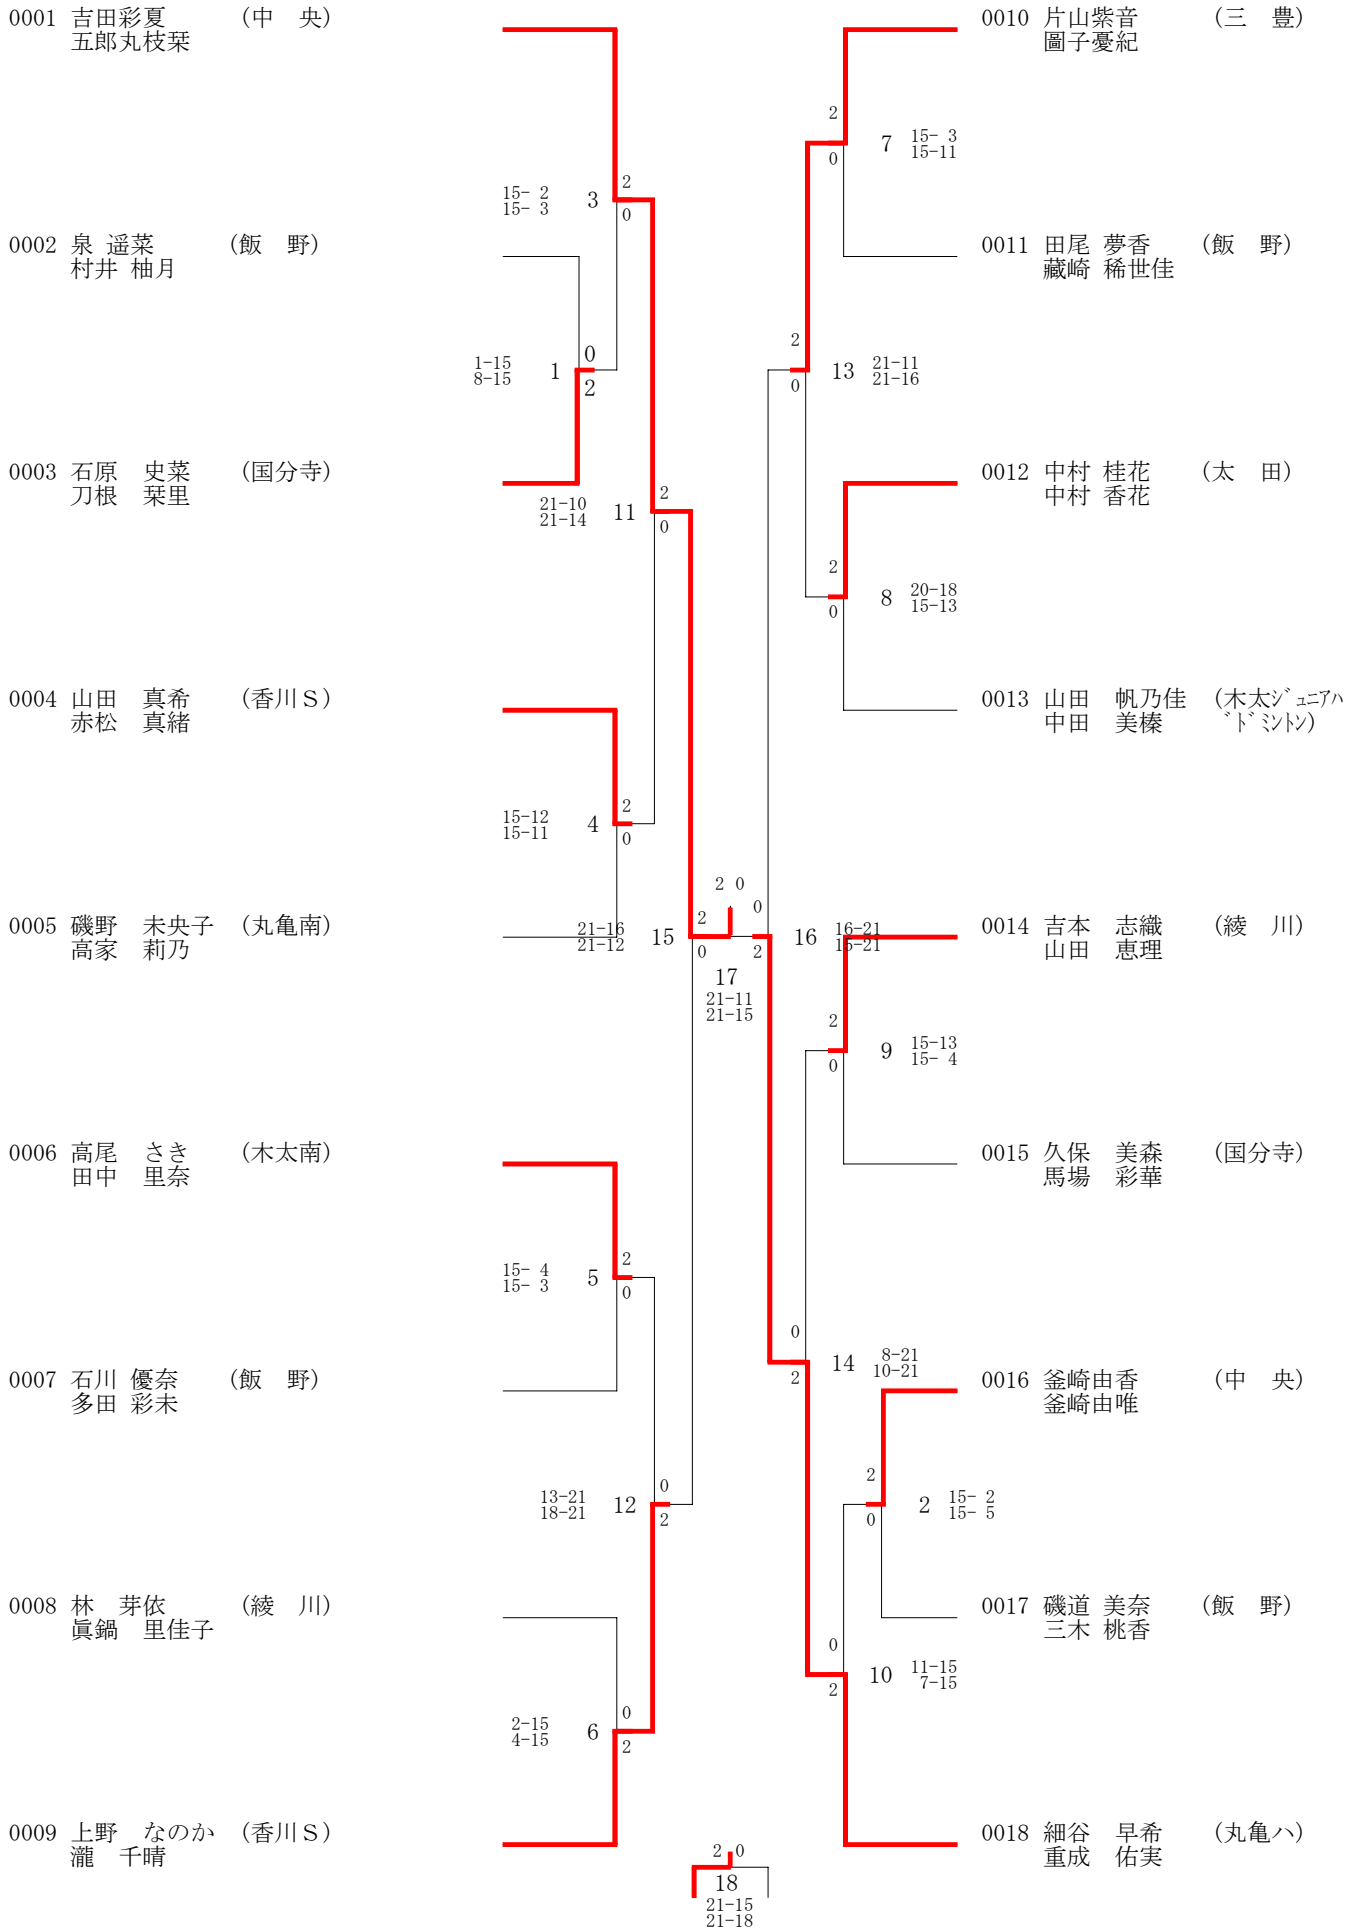 0001 吉田彩夏 （中　央）
五郎丸枝栞
15- 2
15- 3
3
2
0
0002 泉 遥菜 （飯　野）
村井 柚月
1-15
8-15
1
0
2
0003 石原　史菜 （国分寺）
刀根　栞里
21-10
21-14
11
2
0
0004 山田　真希 （香川Ｓ）
赤松　真緒
15-12
15-11
4
2
0
0005 磯野　未央子 （丸亀南）
高家　莉乃
21-16
21-12
15
2
0
0006 高尾　さき （木太南）
田中　里奈
15- 4
15- 3
5
2
0
0007 石川 優奈 （飯　野）
多田 彩未
13-21
18-21
12
0
2
0008 林　芽依 （綾　川）
眞鍋　里佳子
2-15
4-15
6
0
2
0009 上野　なのか （香川Ｓ）
瀧　千晴
2 0
17
21-11
21-15
2 0
18
21-15
21-18
0010 片山紫音 （三　豊）
圖子憂紀
2
0
7
15- 3
15-11
0011 田尾 夢香 （飯　野）
藏崎 稀世佳
2
0
13
21-11
21-16
0012 中村 桂花 （太　田）
中村 香花
2
0
8
20-18
15-13
0013 山田　帆乃佳 （木太ｼﾞｭﾆｱﾊ
中田　美榛 ﾞﾄﾞﾐﾝﾄﾝ）
0
2
16
16-21
15-21
0014 吉本　志織 （綾　川）
山田　恵理
2
0
9
15-13
15- 4
0015 久保　美森 （国分寺）
馬場　彩華
0
2
14
8-21
10-21
0016 釜崎由香 （中　央）
釜崎由唯
2
0
2
15- 2
15- 5
0017 磯道 美奈 （飯　野）
三木 桃香
0
2
10
11-15
7-15
0018 細谷　早希 （丸亀ハ）
重成　佑実